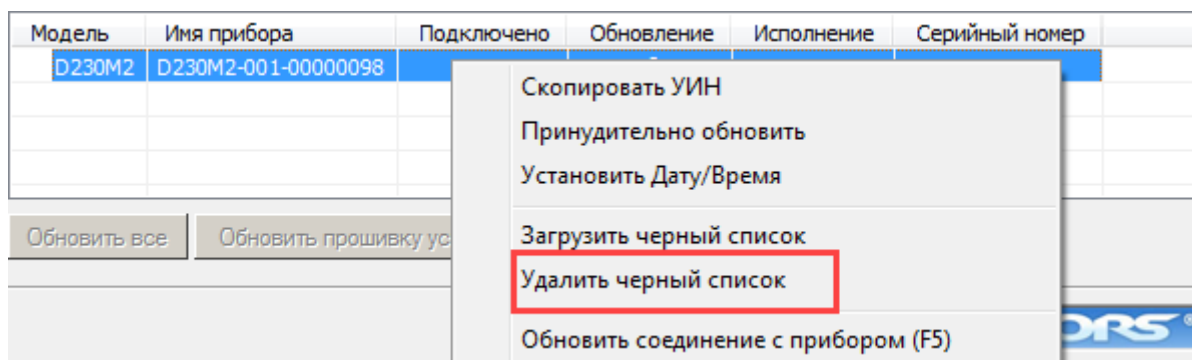 Модель Имя прибора Подключено Обновление Исполнение Серийный номер
D230M2 D230M2-001-00000098
Скопировать УИН
Принудительно обновить
Установить Дату/Время
Обновить все Обновить прошивку ус
Загрузить черный список
Удалить черный список
Обновить соединение с прибором (F5)
ORS®